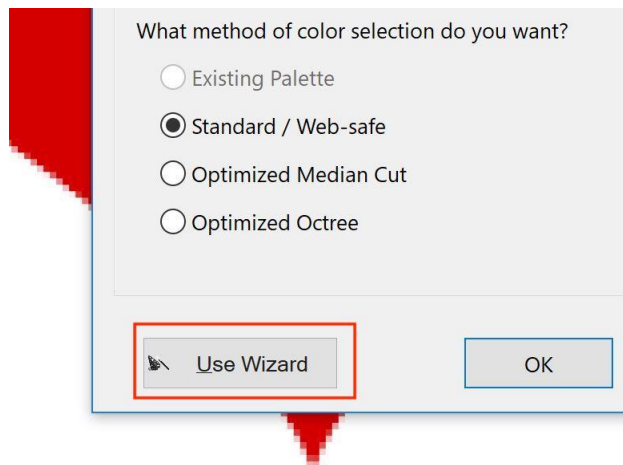 What method of color selection do you want?
Existing Palette
Standard / Web-safe
Optimized Median Cut
Optimized Octree
Use Wizard
OK